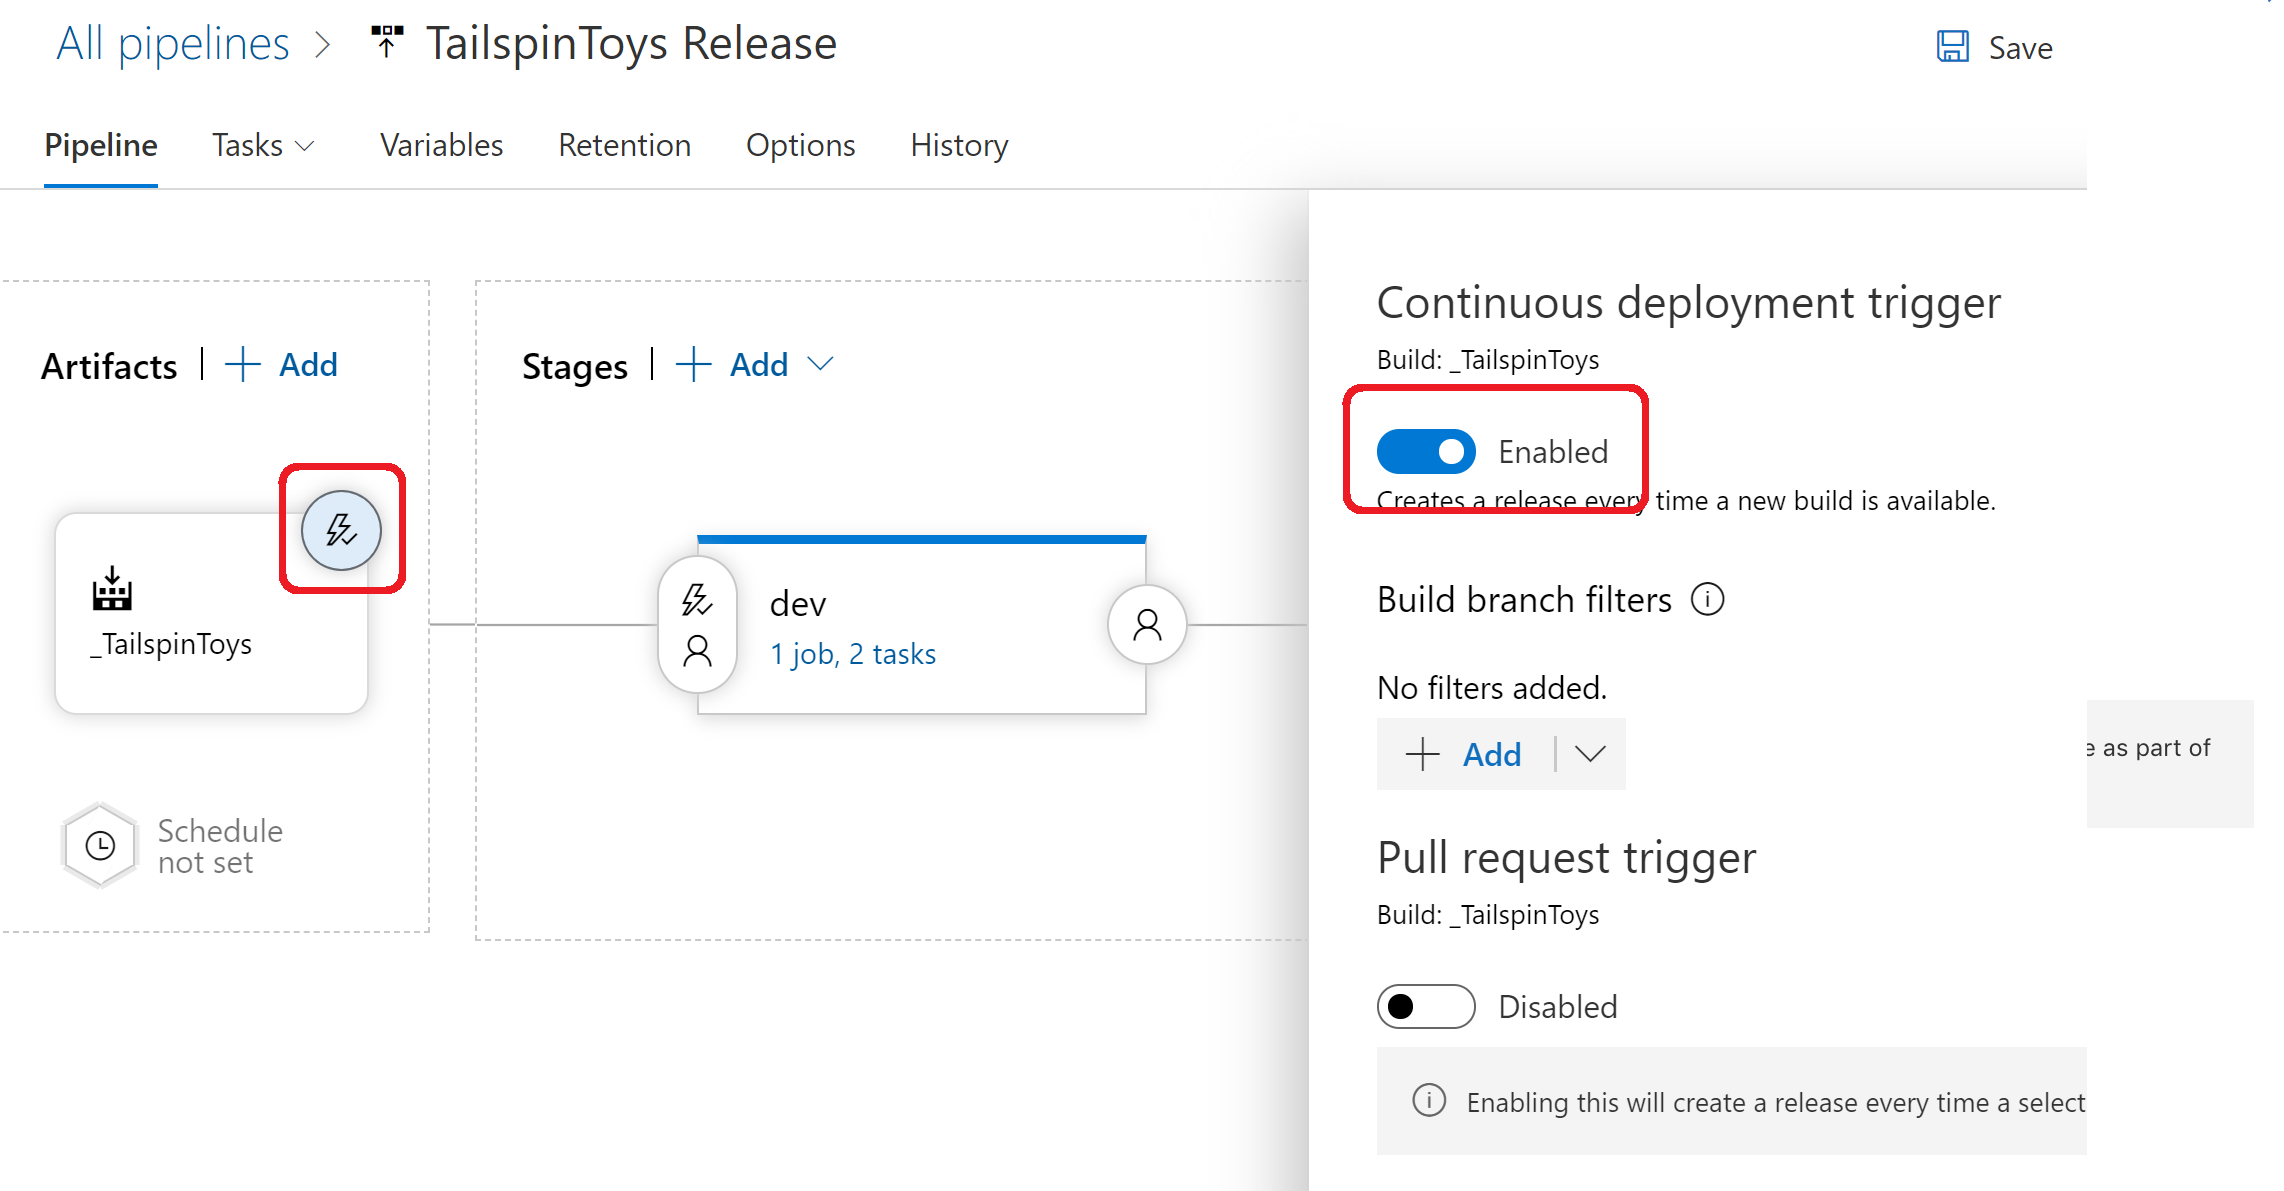 All pipelines > TailspinToys Release
Save
Pipeline Tasks Variables Retention Options History
Artifacts | + Add
Stages | + Add
_TailspinToys
Schedule
not set
dev
1 job, 2 tasks
Continuous deployment trigger
Build: _TailspinToys
Enabled
Creates a release every time a new build is available.
Build branch filters
No filters added.
+ Add
Pull request trigger
Build: _TailspinToys
Disabled
Enabling this will create a release every time a select
e as part of